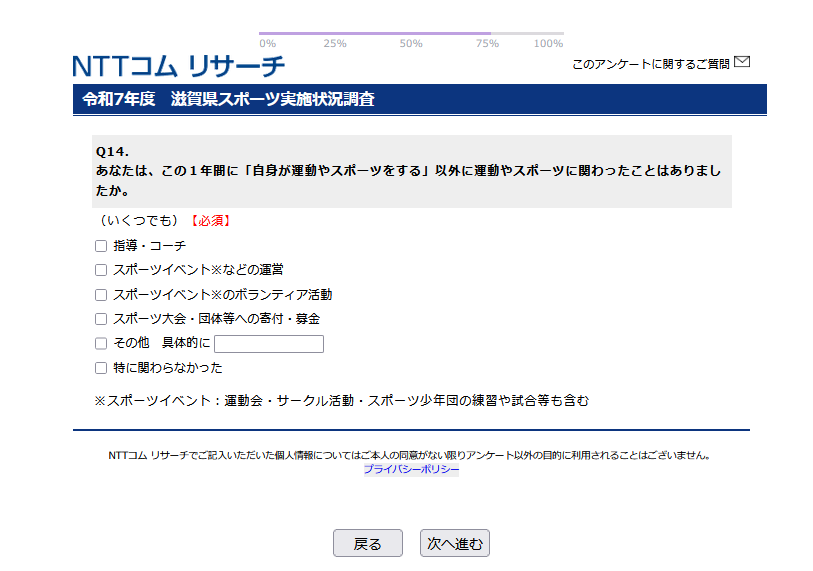 0% 25% 50% 75% 100%
NTTコム リサーチ
このアンケートに関するご質問
令和7年度　滋賀県スポーツ実施状況調査
Q14.
あなたは、この１年間に「自身が運動やスポーツをする」以外に運動やスポーツに関わったことはありまし
たか。
（いくつでも）【必須】
指導・コーチ
スポーツイベント※などの運営
スポーツイベント※のボランティア活動
スポーツ大会・団体等への寄付・募金
その他　具体的に
特に関わらなかった
※スポーツイベント：運動会・サークル活動・スポーツ少年団の練習や試合等も含む
NTTコム リサーチでご記入いただいた個人情報についてはご本人の同意がない限りアンケート以外の目的に利用されることはございません。
プライバシーポリシー
戻る 次へ進む